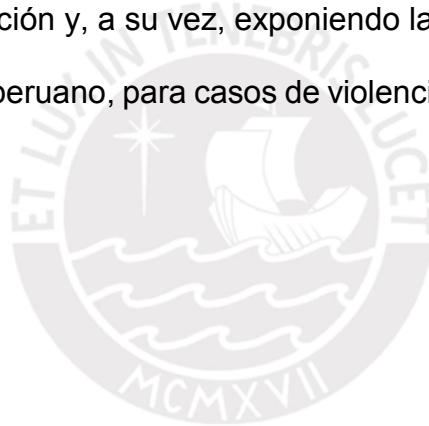 ción y, a su vez, exponiendo la
peruano, para casos de violenci
ET LUX IN TENEBRIS LUCET
MCMXVII